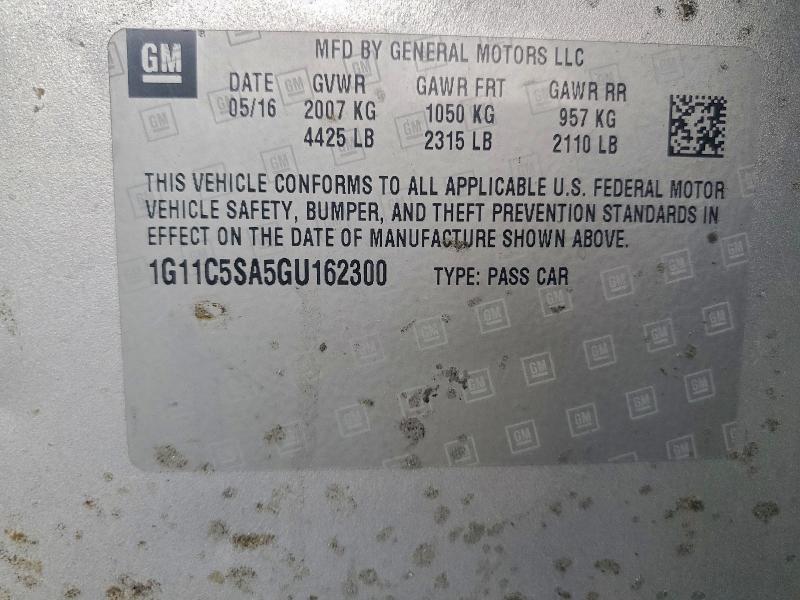 GM
MFD BY GENERAL MOTORS LLC
DATE GVWR GAWR FRT GAWR RR
05/16 2007 KG 1050 KG 957 KG
4425 LB 2315 LB 2110 LB
THIS VEHICLE CONFORMS TO ALL APPLICABLE U.S. FEDERAL MOTOR
VEHICLE SAFETY, BUMPER, AND THEFT PREVENTION STANDARDS IN
EFFECT ON THE DATE OF MANUFACTURE SHOWN ABOVE.
1G11C5SA5GU162300 TYPE: PASS CAR